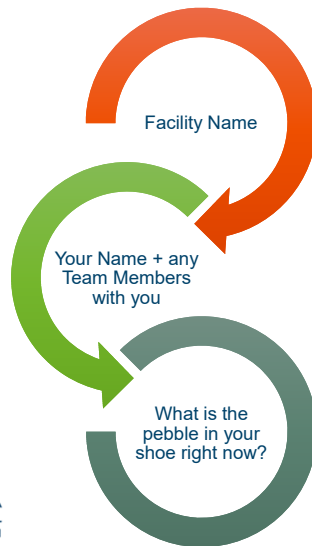 Facility Name
Your Name + any
Team Members
with you
What is the
pebble in your
shoe right now?